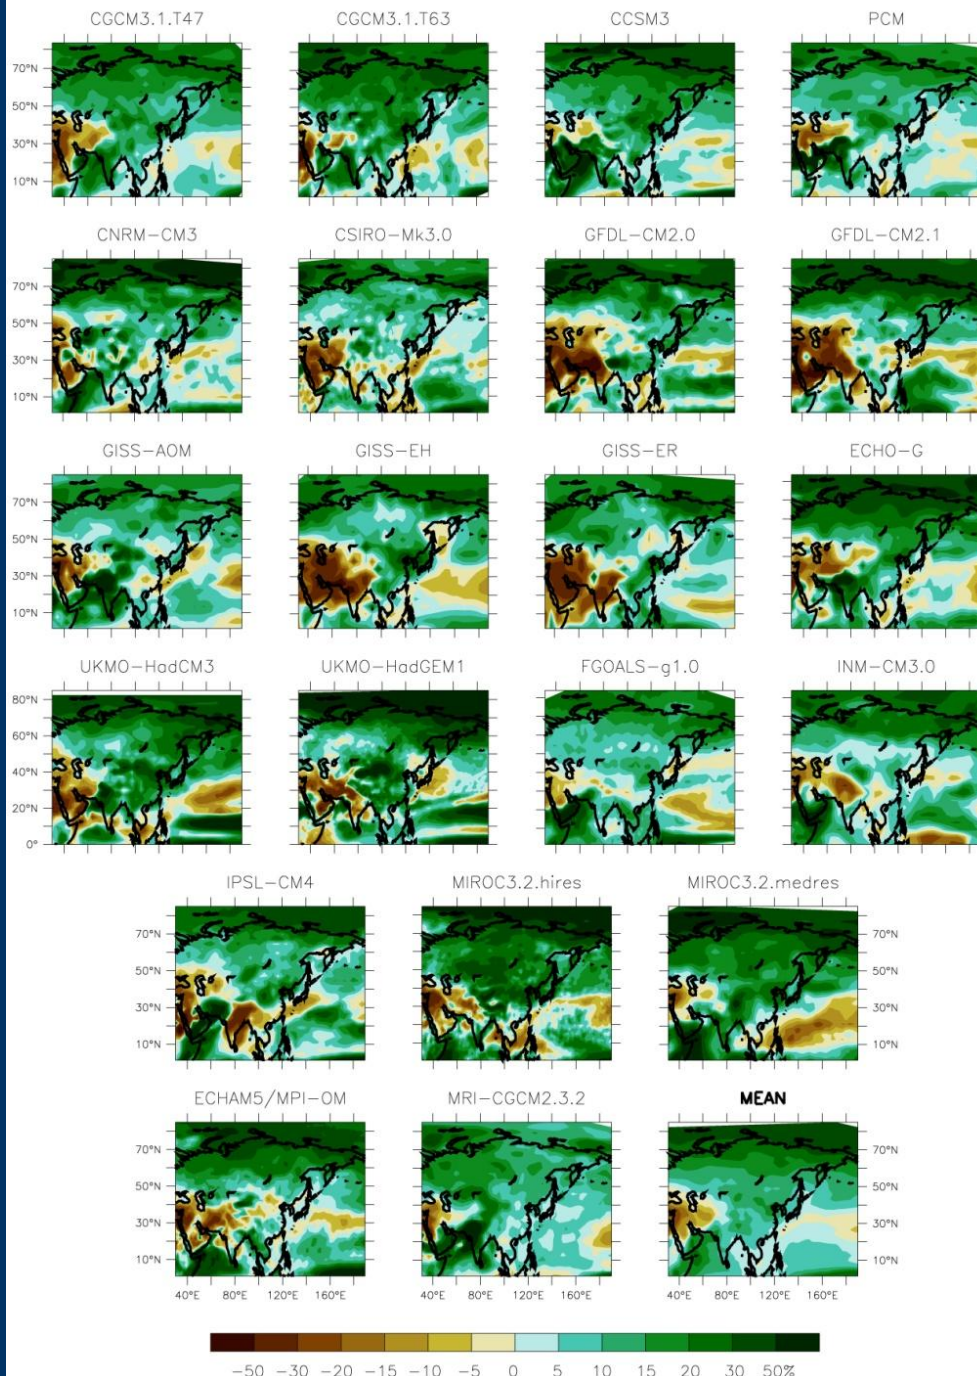 CGCM3.1.T47 CGCM3.1.T63 CCSM3 PCM
70°N
50°N
30°N
10°N
CNRM-CM3 CSIRO-Mk3.0 GFDL-CM2.0 GFDL-CM2.1
70°N
50°N
30°N
10°N
GISS-AOM GISS-EH GISS-ER ECHO-G
70°N
50°N
30°N
10°N
UKMO-HadCM3 UKMO-HadGEM1 FGOALS-g1.0 INM-CM3.0
80°N
60°N
40°N
20°N
0°
IPSL-CM4 MIROC3.2.hires MIROC3.2.medres
70°N 70°N
50°N 50°N
30°N 30°N
10°N 10°N
ECHAM5/MPI-OM MRI-CGCM2.3.2 MEAN
70°N 70°N
50°N 50°N
30°N 30°N
10°N 10°N
40°E 80°E 120°E 160°E 40°E 80°E 120°E 160°E 40°E 80°E 120°E 160°E
-50 -30 -20 -15 -10 -5 0 5 10 15 20 30 50%